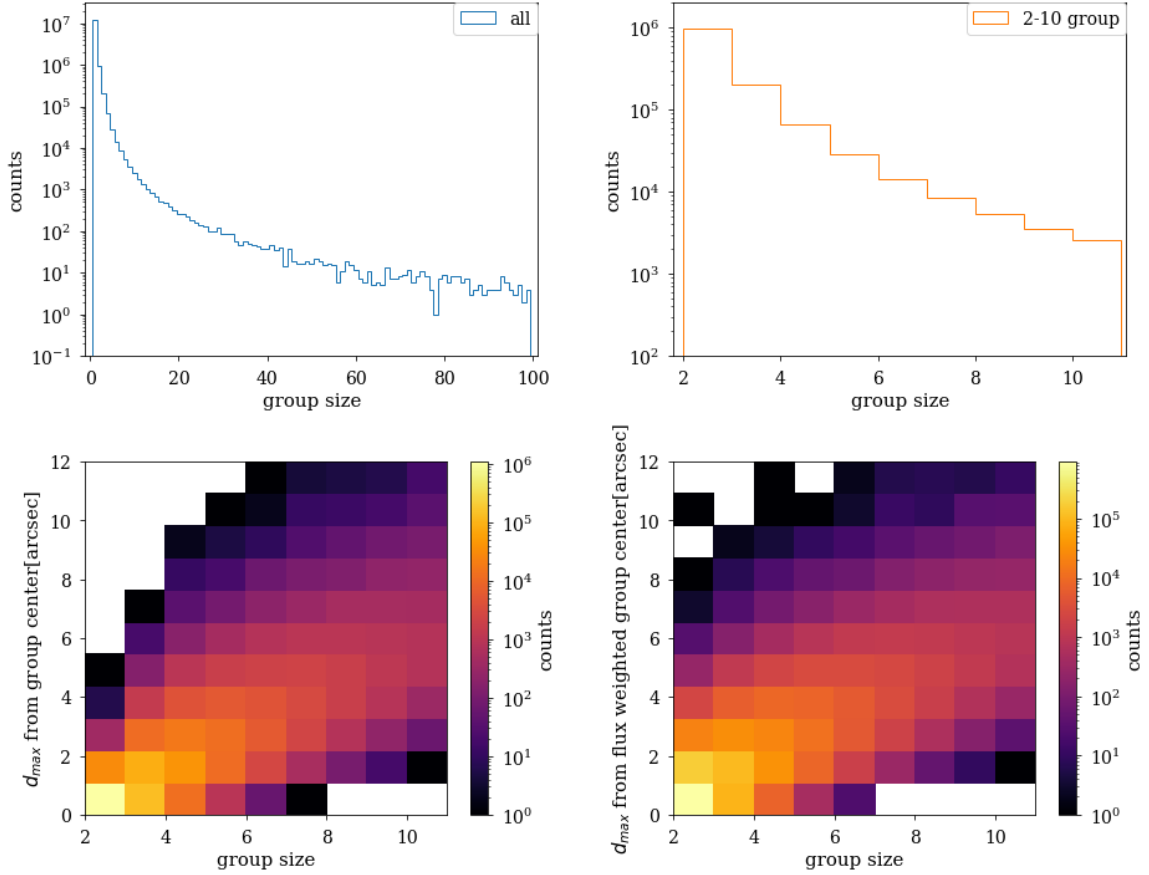 all
10^7
10^6
10^5
10^4
10^3
10^2
10^1
10^0
10^-1
counts
0 20 40 60 80 100
group size
2-10 group
10^6
10^5
10^4
10^3
10^2
counts
2 4 6 8 10
group size
d_max from group center[arcsec]
12
10
8
6
4
2
0
2 4 6 8 10
group size
10^6
10^5
10^4
10^3
10^2
10^1
10^0
counts
d_max from flux weighted group center[arcsec]
12
10
8
6
4
2
0
2 4 6 8 10
group size
10^5
10^4
10^3
10^2
10^1
10^0
counts